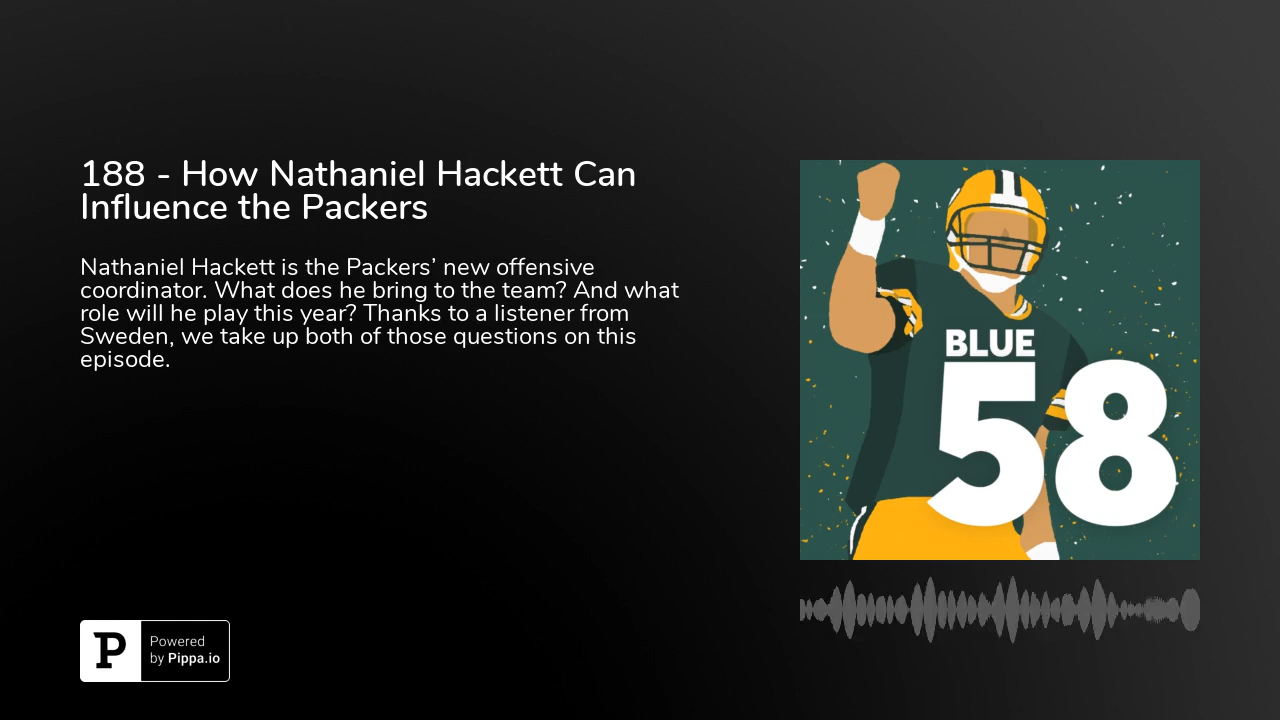 188 - How Nathaniel Hackett Can
Influence the Packers
Nathaniel Hackett is the Packers’ new offensive
coordinator. What does he bring to the team? And what
role will he play this year? Thanks to a listener from
Sweden, we take up both of those questions on this
episode.
BLUE
58
P
Powered
by Pippa.io